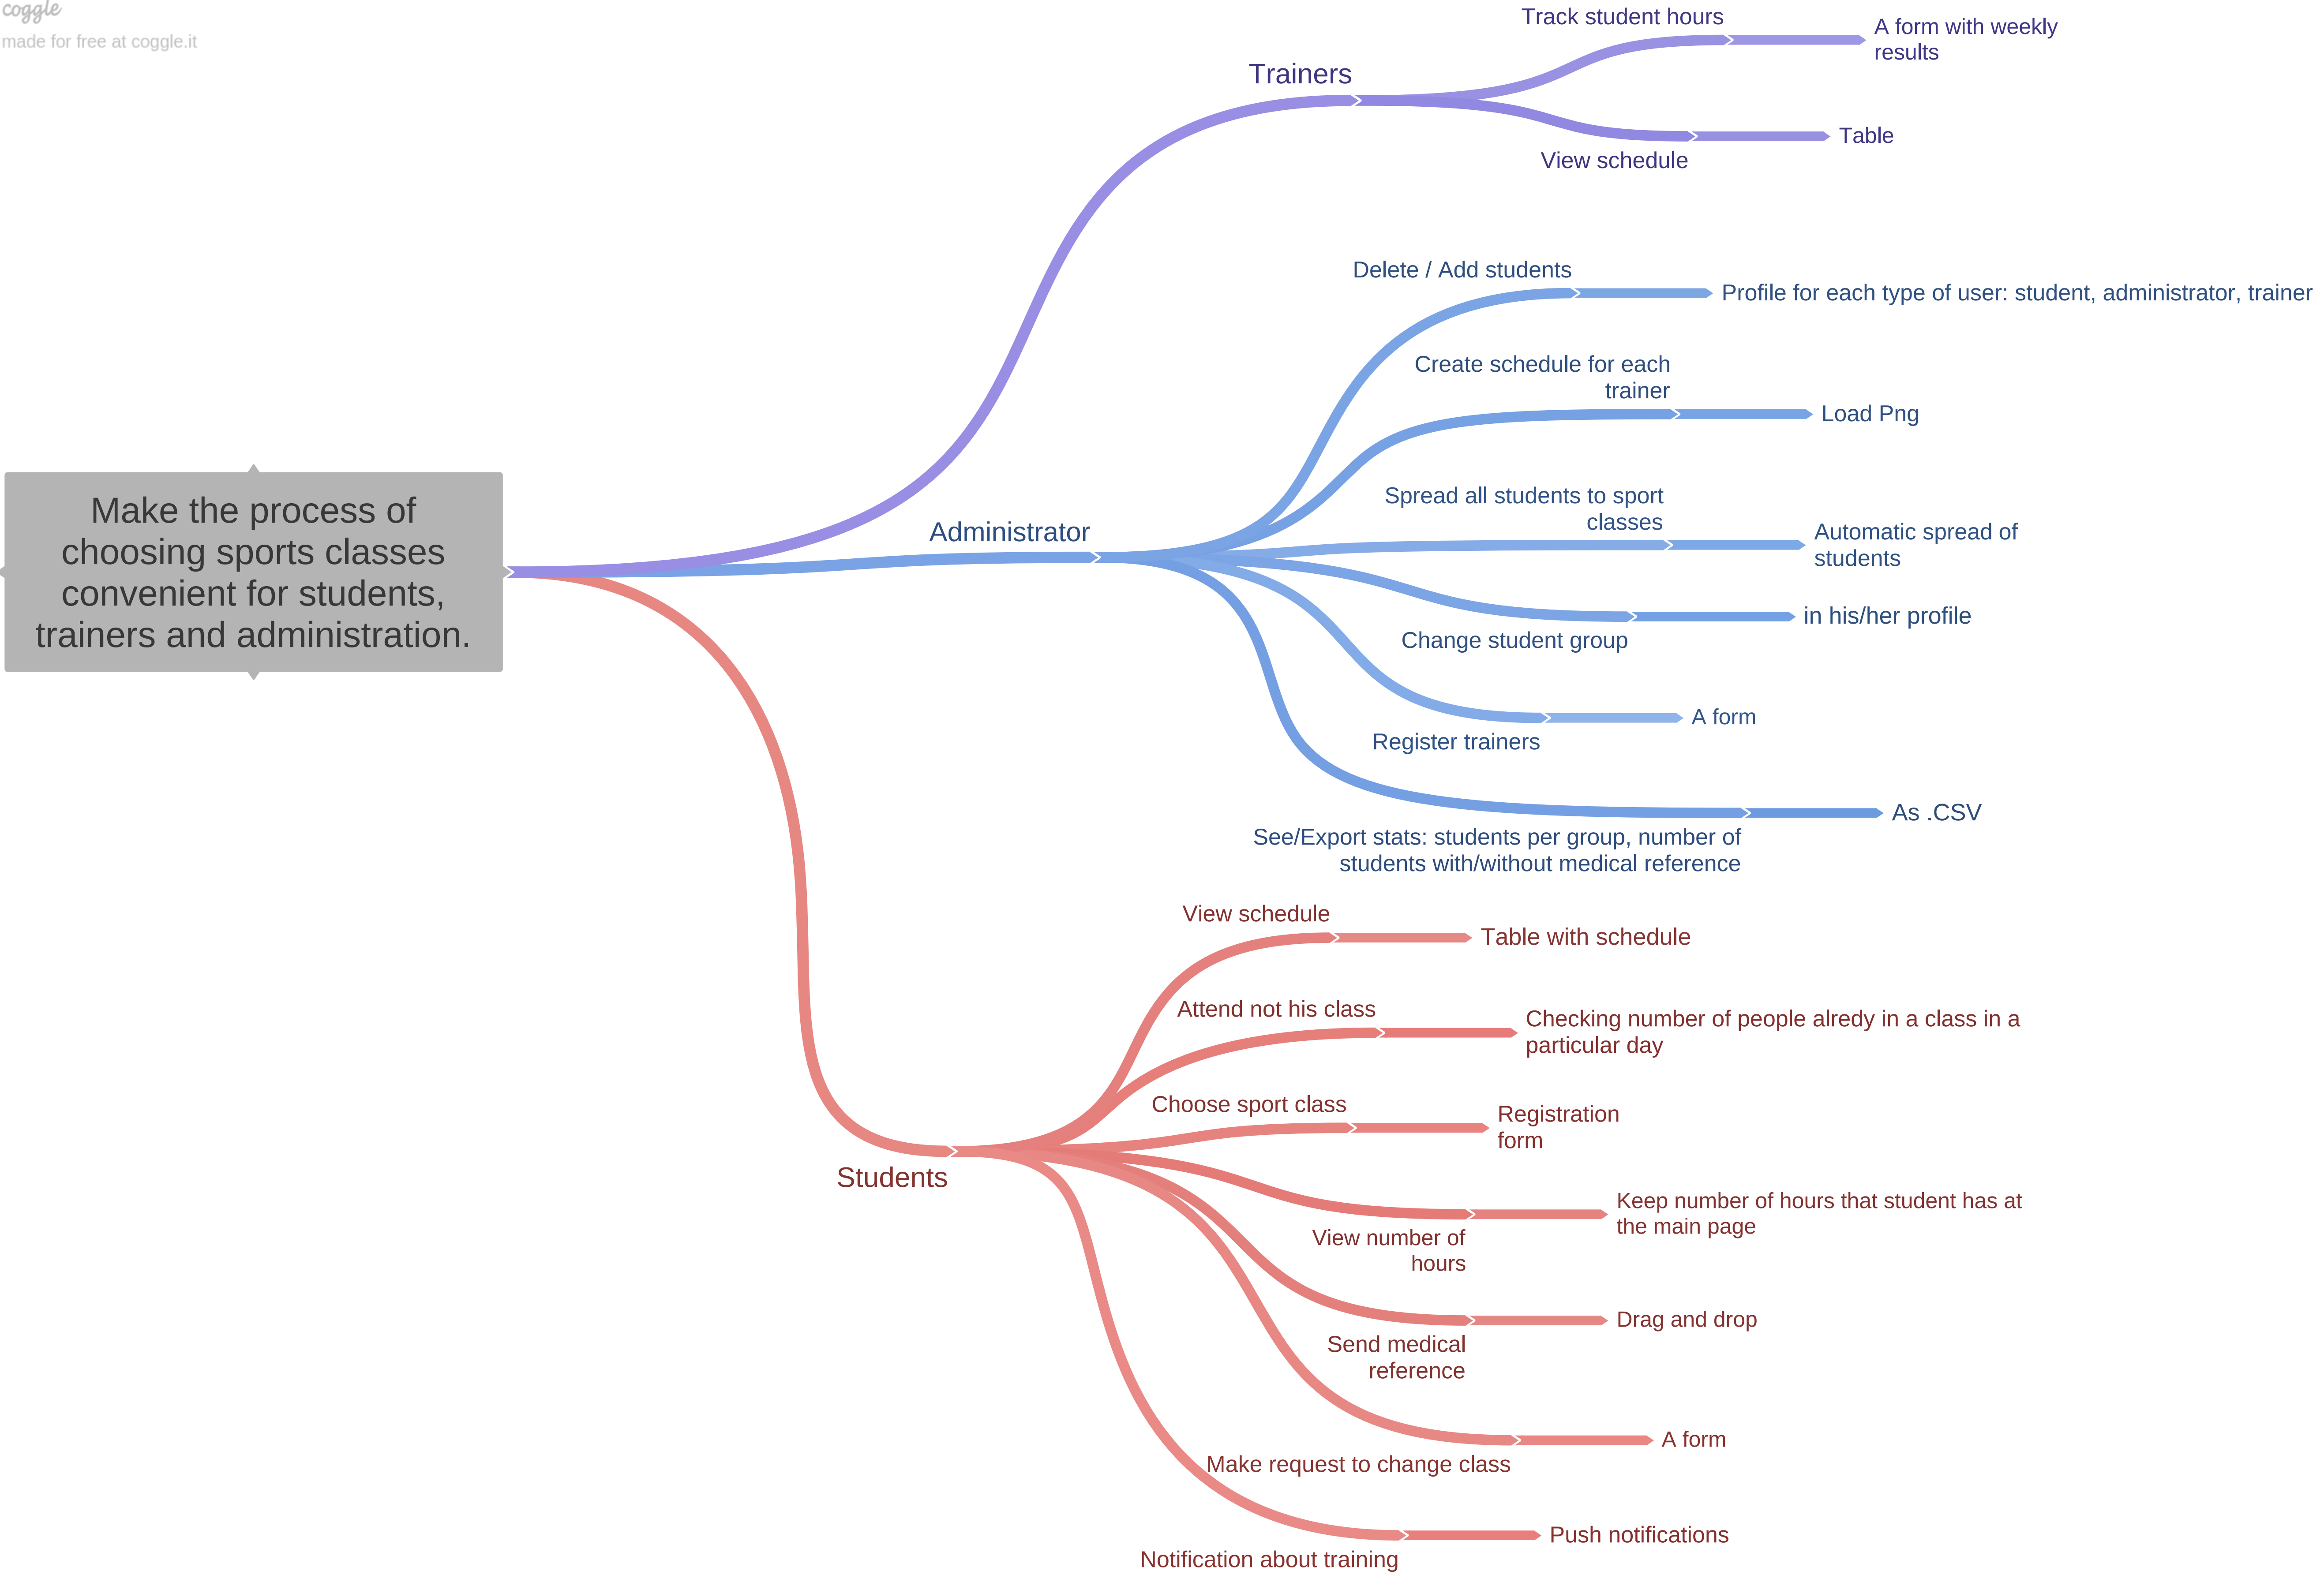 coggle
made for free at coggle.it
Make the process of
choosing sports classes
convenient for students,
trainers and administration.
Trainers
Track student hours
A form with weekly
results
View schedule
Table
Administrator
Delete / Add students
Profile for each type of user: student, administrator, trainer
Create schedule for each
trainer
Load Png
Spread all students to sport
classes
Automatic spread of
students
Change student group
in his/her profile
Register trainers
A form
See/Export stats: students per group, number of
students with/without medical reference
As .CSV
Students
View schedule
Table with schedule
Attend not his class
Checking number of people alredy in a class in a
particular day
Choose sport class
Registration
form
View number of
hours
Keep number of hours that student has at
the main page
Send medical
reference
Drag and drop
Make request to change class
A form
Notification about training
Push notifications